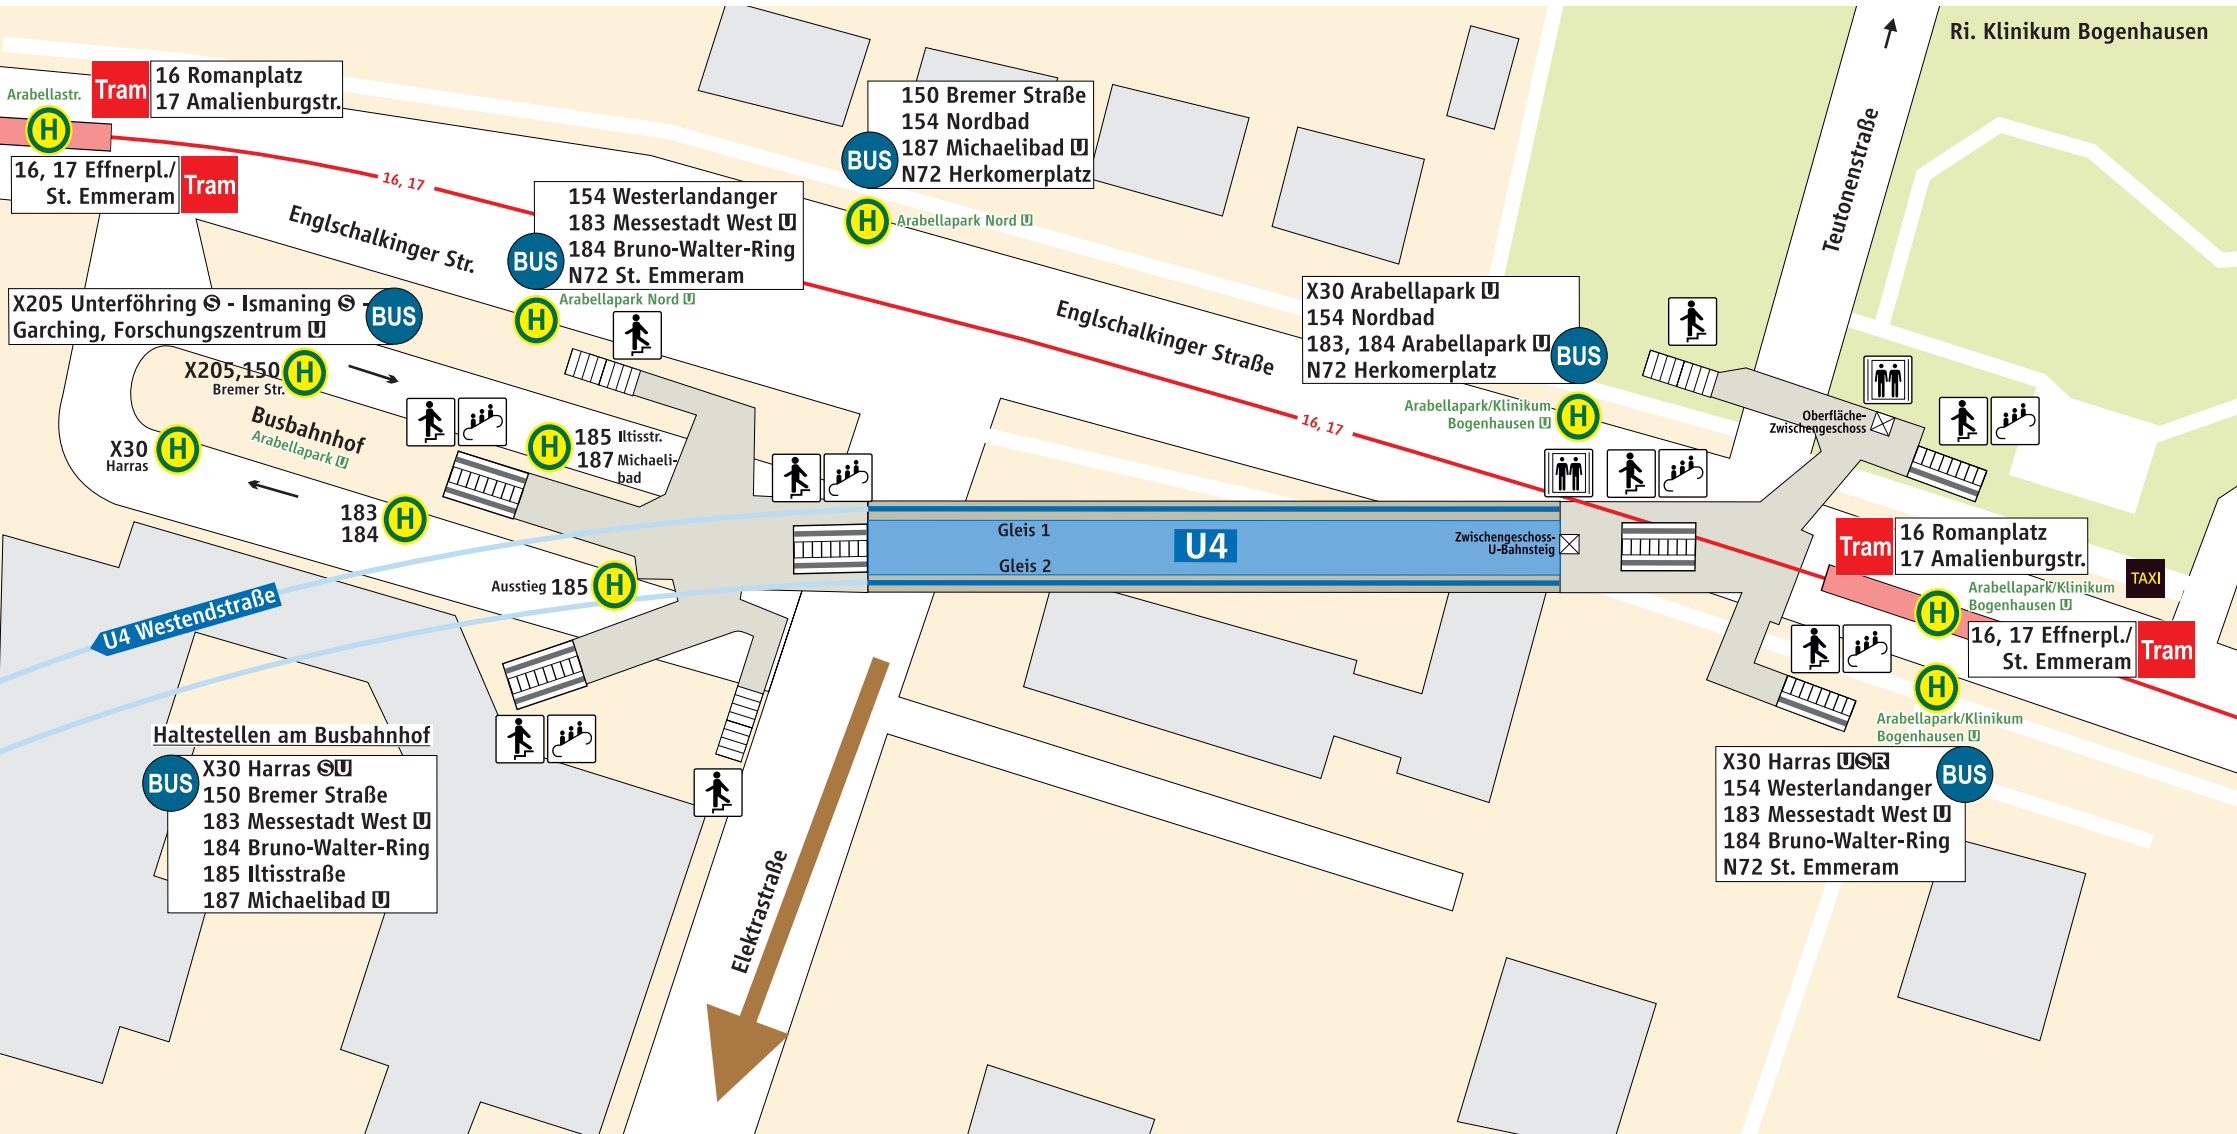 Ri. Klinikum Bogenhausen
Arabellastr.
H
Tram
16 Romanplatz
17 Amalienburgstr.
16, 17 Effnerpl./
St. Emmeram
Tram
16, 17
Englschalkinger Str.
BUS
150 Bremer Straße
154 Nordbad
187 Michaelibad U
N72 Herkomerplatz
H
Arabellapark Nord U
BUS
154 Westerlandanger
183 Messestadt West U
184 Bruno-Walter-Ring
N72 St. Emmeram
H
Arabellapark Nord U
Teutonenstraße
X205 Unterföhring S - Ismaning S -
Garching, Forschungszentrum U
BUS
Englschalkinger Straße
X30 Arabellapark U
154 Nordbad
183, 184 Arabellapark U
N72 Herkomerplatz
BUS
X205,150
Bremer Str.
H
Busbahnhof
Arabellapark U
X30
Harras
H
H
185 Iltisstr.
187 Michaeli-
bad
Arabellapark/Klinikum
Bogenhausen U
H
16, 17
Oberfläche-
Zwischengeschoss
183
184
H
Gleis 1
U4
Gleis 2
Zwischengeschoss-
U-Bahnsteig
Ausstieg 185
H
U4 Westendstraße
Tram
16 Romanplatz
17 Amalienburgstr.
TAXI
H
Arabellapark/Klinikum
Bogenhausen U
16, 17 Effnerpl./
St. Emmeram
Tram
H
Arabellapark/Klinikum
Bogenhausen U
Haltestellen am Busbahnhof
BUS
X30 Harras S U
150 Bremer Straße
183 Messestadt West U
184 Bruno-Walter-Ring
185 Iltisstraße
187 Michaelibad U
X30 Harras U S R
154 Westerlandanger
183 Messestadt West U
184 Bruno-Walter-Ring
N72 St. Emmeram
BUS
Elektrastraße